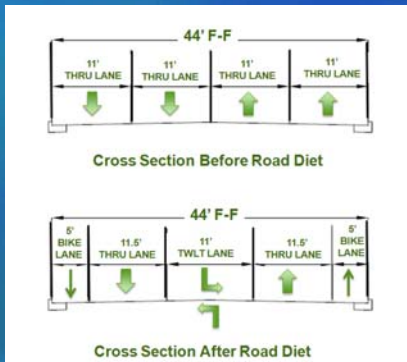 44' F-F
11' 11' 11' 11'
THRU LANE THRU LANE THRU LANE THRU LANE
Cross Section Before Road Diet
44' F-F
5' BIKE LANE
11.5' THRU LANE
11' TWLT LANE
11.5' THRU LANE
5' BIKE LANE
Cross Section After Road Diet